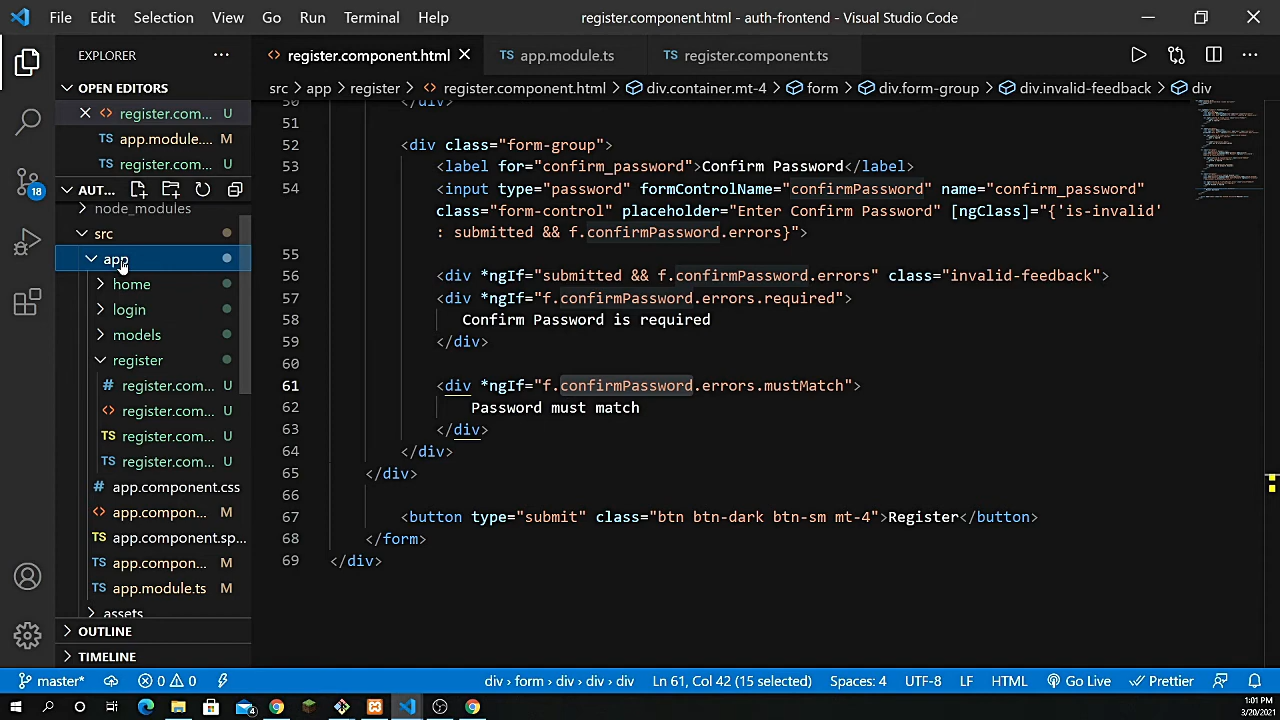 File Edit Selection View Go Run Terminal Help register.component.html - auth-frontend - Visual Studio Code
EXPLORER
register.component.html
app.module.ts
register.component.ts
OPEN EDITORS
src > app > register > register.component.html > div.container.mt-4 > form > div.form-group > div.invalid-feedback > div
register.com... U
app.module.... M
register.com... U
AUT...
node_modules
src
app
home
login
models
register
register.com... U
register.com... U
register.com... U
register.com... U
app.component.css
app.compon... M
app.component.sp...
app.compon... M
app.module.ts M
assets
OUTLINE
TIMELINE
50 </div>
51
52 <div class="form-group">
53 <label for="confirm_password">Confirm Password</label>
54 <input type="password" formControlName="confirmPassword" name="confirm_password"
class="form-control" placeholder="Enter Confirm Password" [ngClass]="{'is-invalid'
: submitted && f.confirmPassword.errors}">
55
56 <div *ngIf="submitted && f.confirmPassword.errors" class="invalid-feedback">
57 <div *ngIf="f.confirmPassword.errors.required">
58 Confirm Password is required
59 </div>
60
61 <div *ngIf="f.confirmPassword.errors.mustMatch">
62 Password must match
63 </div>
64 </div>
65 </div>
66
67 <button type="submit" class="btn btn-dark btn-sm mt-4">Register</button>
68 </form>
69 </div>
18
master* 0 0 div > form > div > div > div Ln 61, Col 42 (15 selected) Spaces: 4 UTF-8 LF HTML Go Live Prettier
4
1:01 PM
3/20/2021